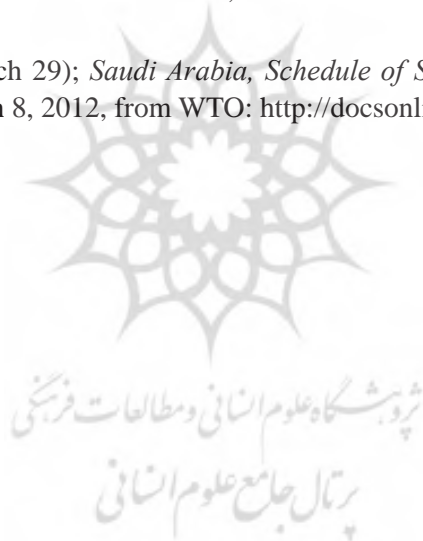 ch 29); Saudi Arabia, Schedule of S
8, 2012, from WTO: http://docsonli
پژوهشگاه علوم انسانی و مطالعات فرهنگی
پرتال جامع علوم انسانی